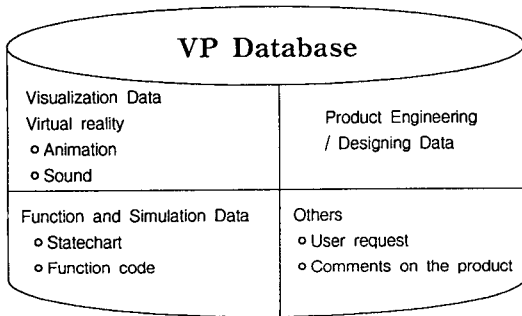 VP Database
Visualization Data
Virtual reality
o Animation
o Sound
Product Engineering
/ Designing Data
Function and Simulation Data
o Statechart
o Function code
Others
o User request
o Comments on the product